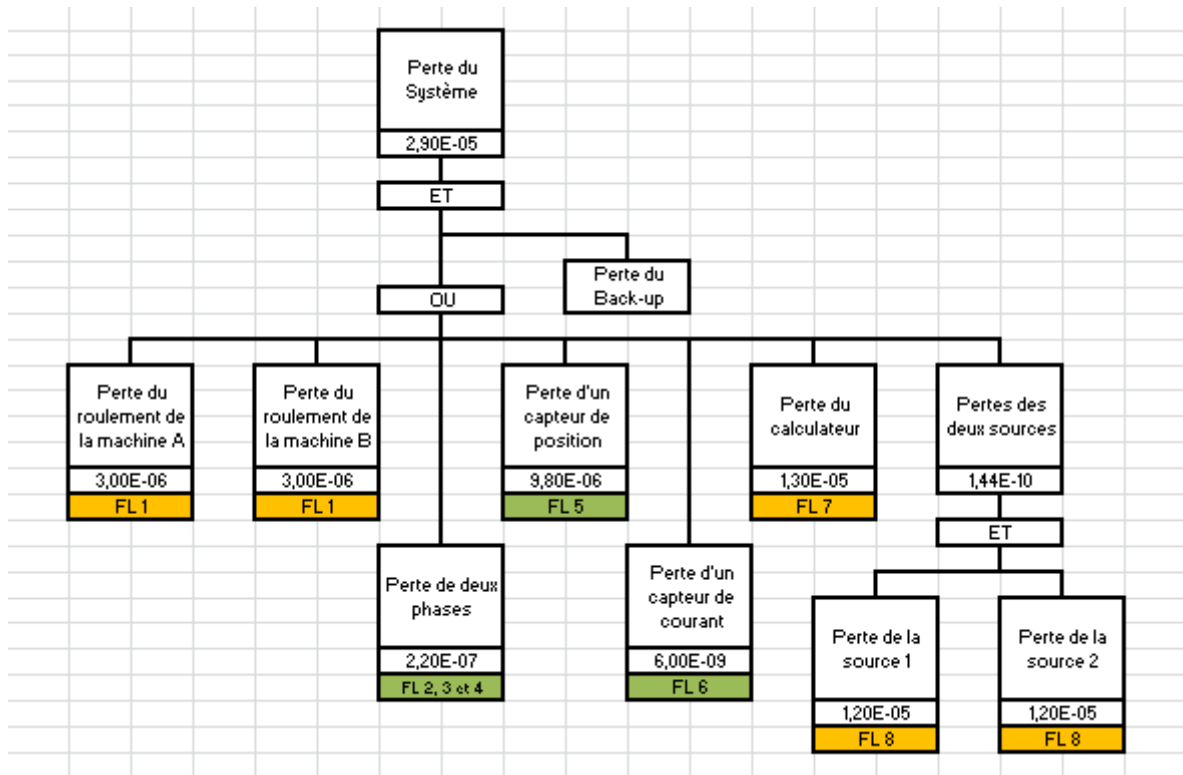 Perte du
Système
2,90E-05
ET
Perte du
Back-up
OU
Perte du
roulement de
la machine A
3,00E-06
FL 1
Perte du
roulement de
la machine B
3,00E-06
FL 1
Perte d'un
capteur de
position
9,80E-06
FL 5
Perte du
calculateur
1,30E-05
FL 7
Pertes des
deux sources
1,44E-10
ET
Perte de deux
phases
2,20E-07
FL 2, 3 et 4
Perte d'un
capteur de
courant
6,00E-09
FL 6
Perte de la
source 1
1,20E-05
FL 8
Perte de la
source 2
1,20E-05
FL 8